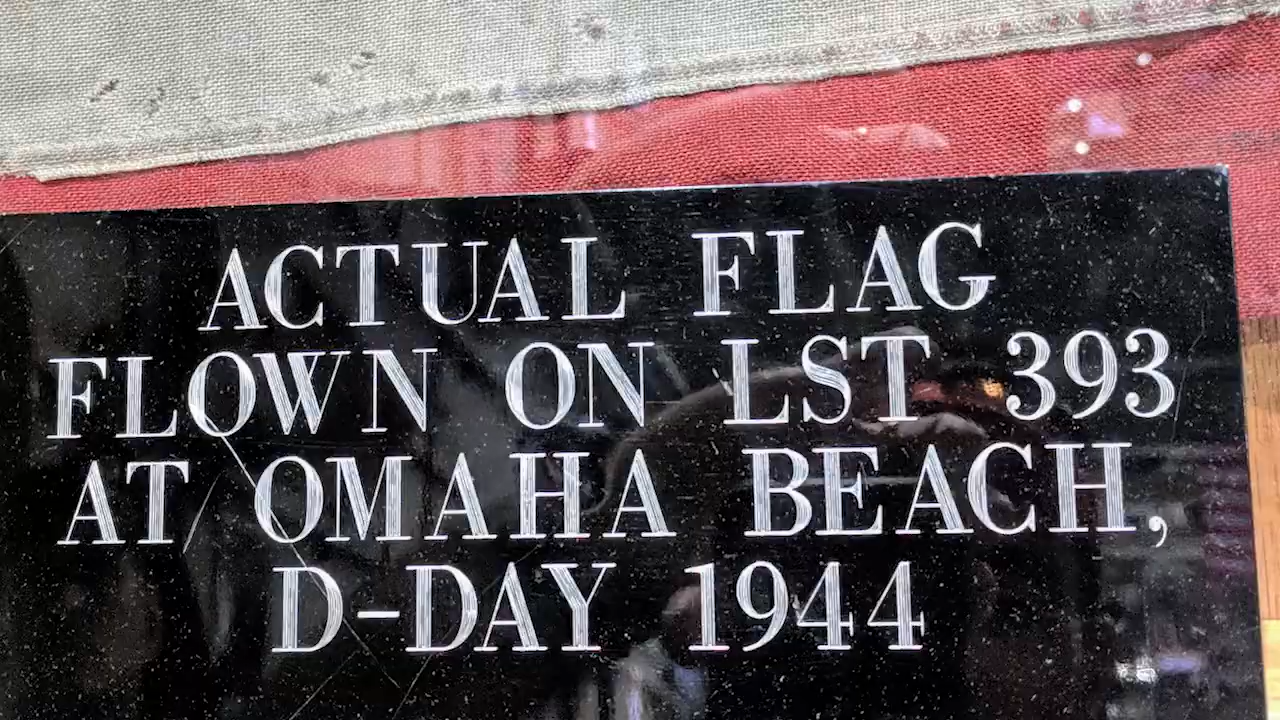 ACTUAL FLAG
FLOWN ON LST 393
AT OMAHA BEACH,
D-DAY 1944